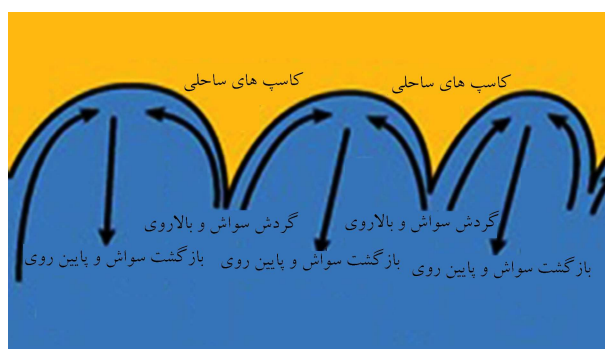 کاسپ های ساحلی
کاسپ های ساحلی
گردش سواش و بالاروی
گردش سواش و بالاروی
بازگشت سواش و پایین روی
بازگشت سواش و پایین روی
بازگشت سواش و پایین روی